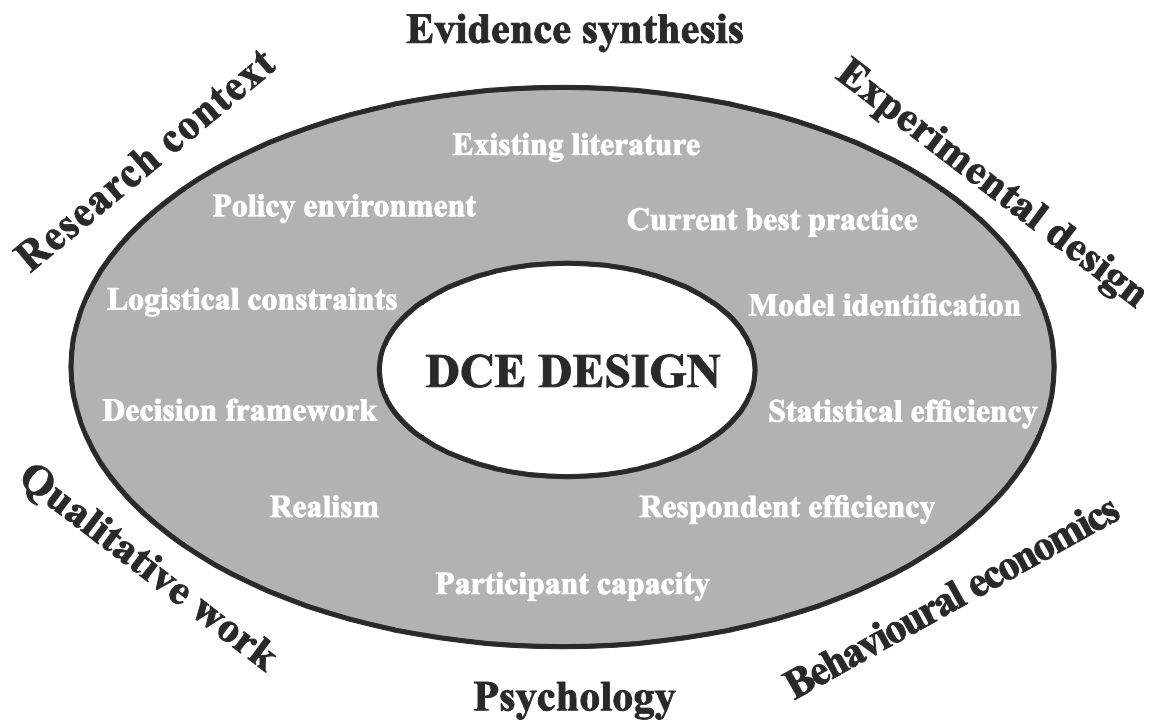 Evidence synthesis
Research context
Experimental design
Existing literature
Policy environment
Current best practice
Logistical constraints
Model identification
DCE DESIGN
Decision framework
Statistical efficiency
Realism
Respondent efficiency
Participant capacity
Qualitative work
Behavioural economics
Psychology